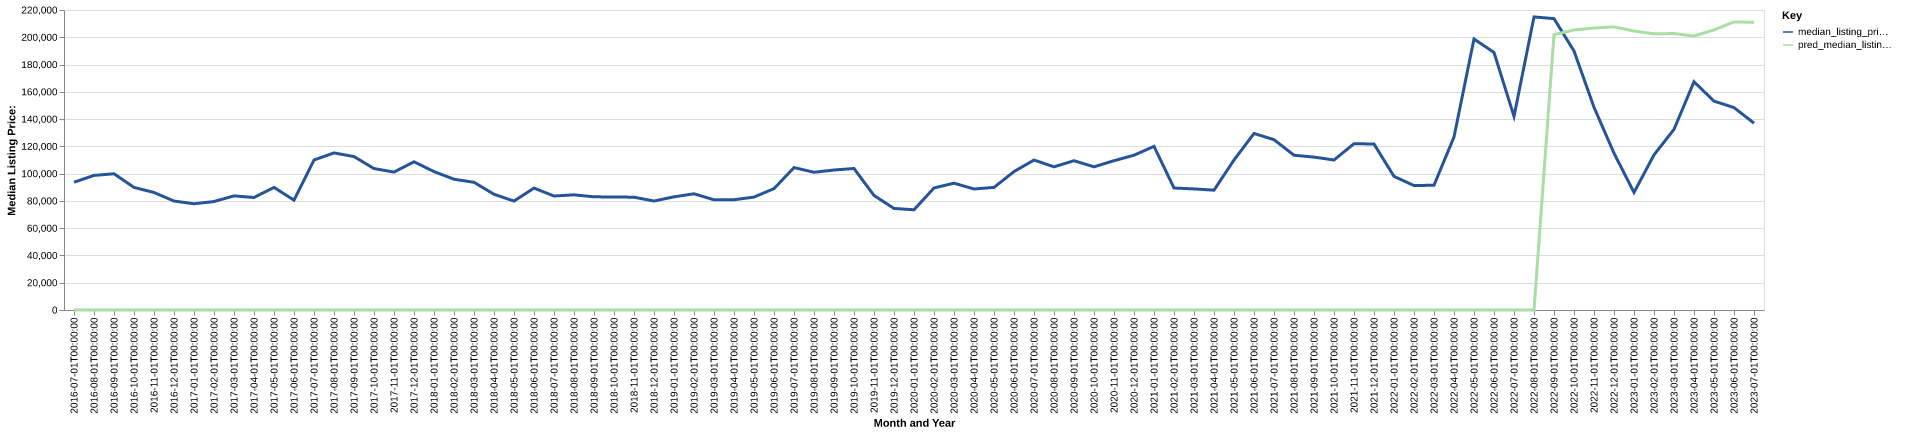 220,000
200,000
180,000
160,000
140,000
120,000
100,000
80,000
60,000
40,000
20,000
0
Median Listing Price:
2016-07-01T00:00:00
2016-08-01T00:00:00
2016-09-01T00:00:00
2016-10-01T00:00:00
2016-11-01T00:00:00
2016-12-01T00:00:00
2017-01-01T00:00:00
2017-02-01T00:00:00
2017-03-01T00:00:00
2017-04-01T00:00:00
2017-05-01T00:00:00
2017-06-01T00:00:00
2017-07-01T00:00:00
2017-08-01T00:00:00
2017-09-01T00:00:00
2017-10-01T00:00:00
2017-11-01T00:00:00
2017-12-01T00:00:00
2018-01-01T00:00:00
2018-02-01T00:00:00
2018-03-01T00:00:00
2018-04-01T00:00:00
2018-05-01T00:00:00
2018-06-01T00:00:00
2018-07-01T00:00:00
2018-08-01T00:00:00
2018-09-01T00:00:00
2018-10-01T00:00:00
2018-11-01T00:00:00
2018-12-01T00:00:00
2019-01-01T00:00:00
2019-02-01T00:00:00
2019-03-01T00:00:00
2019-04-01T00:00:00
2019-05-01T00:00:00
2019-06-01T00:00:00
2019-07-01T00:00:00
2019-08-01T00:00:00
2019-09-01T00:00:00
2019-10-01T00:00:00
2019-11-01T00:00:00
2019-12-01T00:00:00
2020-01-01T00:00:00
2020-02-01T00:00:00
2020-03-01T00:00:00
2020-04-01T00:00:00
2020-05-01T00:00:00
2020-06-01T00:00:00
2020-07-01T00:00:00
2020-08-01T00:00:00
2020-09-01T00:00:00
2020-10-01T00:00:00
2020-11-01T00:00:00
2020-12-01T00:00:00
2021-01-01T00:00:00
2021-02-01T00:00:00
2021-03-01T00:00:00
2021-04-01T00:00:00
2021-05-01T00:00:00
2021-06-01T00:00:00
2021-07-01T00:00:00
2021-08-01T00:00:00
2021-09-01T00:00:00
2021-10-01T00:00:00
2021-11-01T00:00:00
2021-12-01T00:00:00
2022-01-01T00:00:00
2022-02-01T00:00:00
2022-03-01T00:00:00
2022-04-01T00:00:00
2022-05-01T00:00:00
2022-06-01T00:00:00
2022-07-01T00:00:00
2022-08-01T00:00:00
2022-09-01T00:00:00
2022-10-01T00:00:00
2022-11-01T00:00:00
2022-12-01T00:00:00
2023-01-01T00:00:00
2023-02-01T00:00:00
2023-03-01T00:00:00
2023-04-01T00:00:00
2023-05-01T00:00:00
2023-06-01T00:00:00
2023-07-01T00:00:00
Month and Year
Key
median_listing_pri…
pred_median_listin…